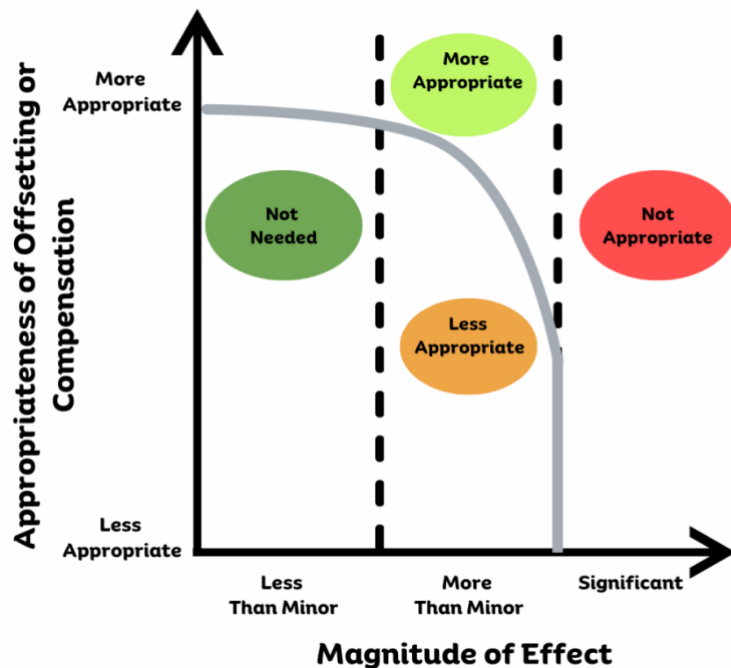 Appropriateness of Offsetting or
Compensation
More
Appropriate
Less
Appropriate
More
Appropriate
Not
Needed
Not
Appropriate
Less
Appropriate
Less
Than Minor
More
Than Minor
Significant
Magnitude of Effect